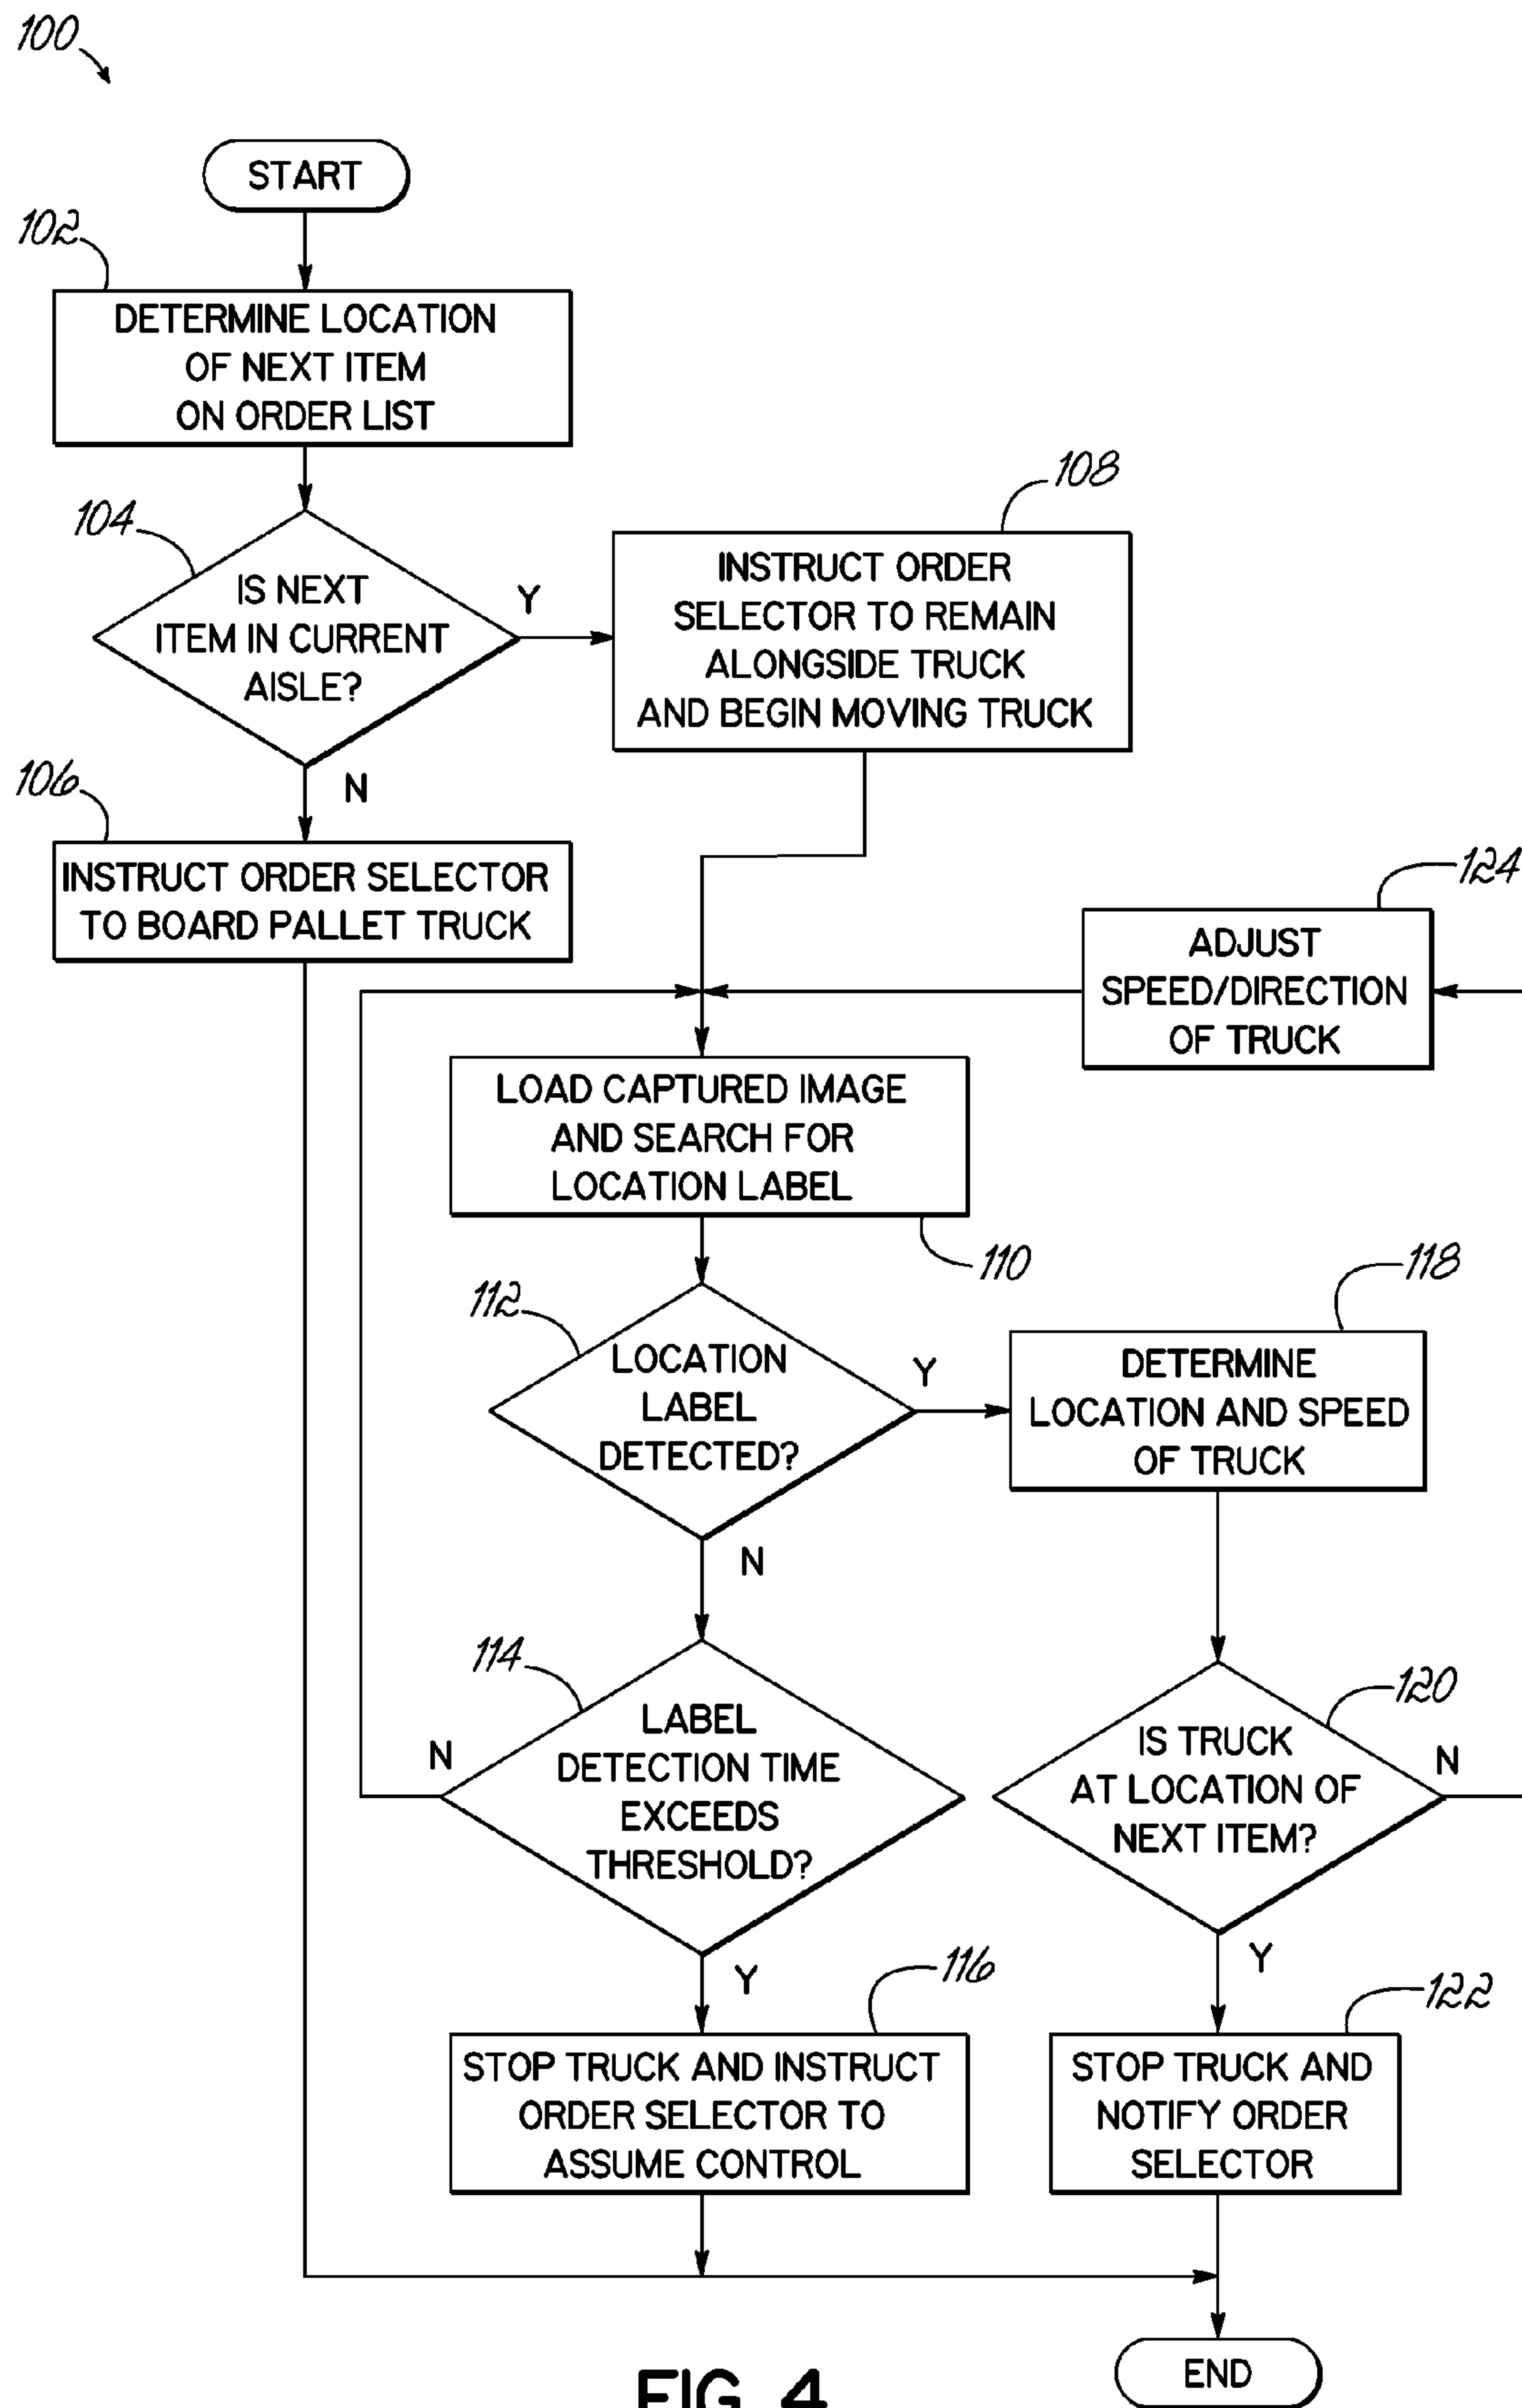 100
START
102
DETERMINE LOCATION
OF NEXT ITEM
ON ORDER LIST
104
IS NEXT
ITEM IN CURRENT
AISLE?
Y
N
108
INSTRUCT ORDER
SELECTOR TO REMAIN
ALONGSIDE TRUCK
AND BEGIN MOVING TRUCK
106
INSTRUCT ORDER SELECTOR
TO BOARD PALLET TRUCK
124
ADJUST
SPEED/DIRECTION
OF TRUCK
LOAD CAPTURED IMAGE
AND SEARCH FOR
LOCATION LABEL
110
112
LOCATION
LABEL
DETECTED?
Y
N
118
DETERMINE
LOCATION AND SPEED
OF TRUCK
114
LABEL
DETECTION TIME
EXCEEDS
THRESHOLD?
N
Y
120
IS TRUCK
AT LOCATION OF
NEXT ITEM?
N
Y
116
STOP TRUCK AND INSTRUCT
ORDER SELECTOR TO
ASSUME CONTROL
122
STOP TRUCK AND
NOTIFY ORDER
SELECTOR
END
FIG. 4